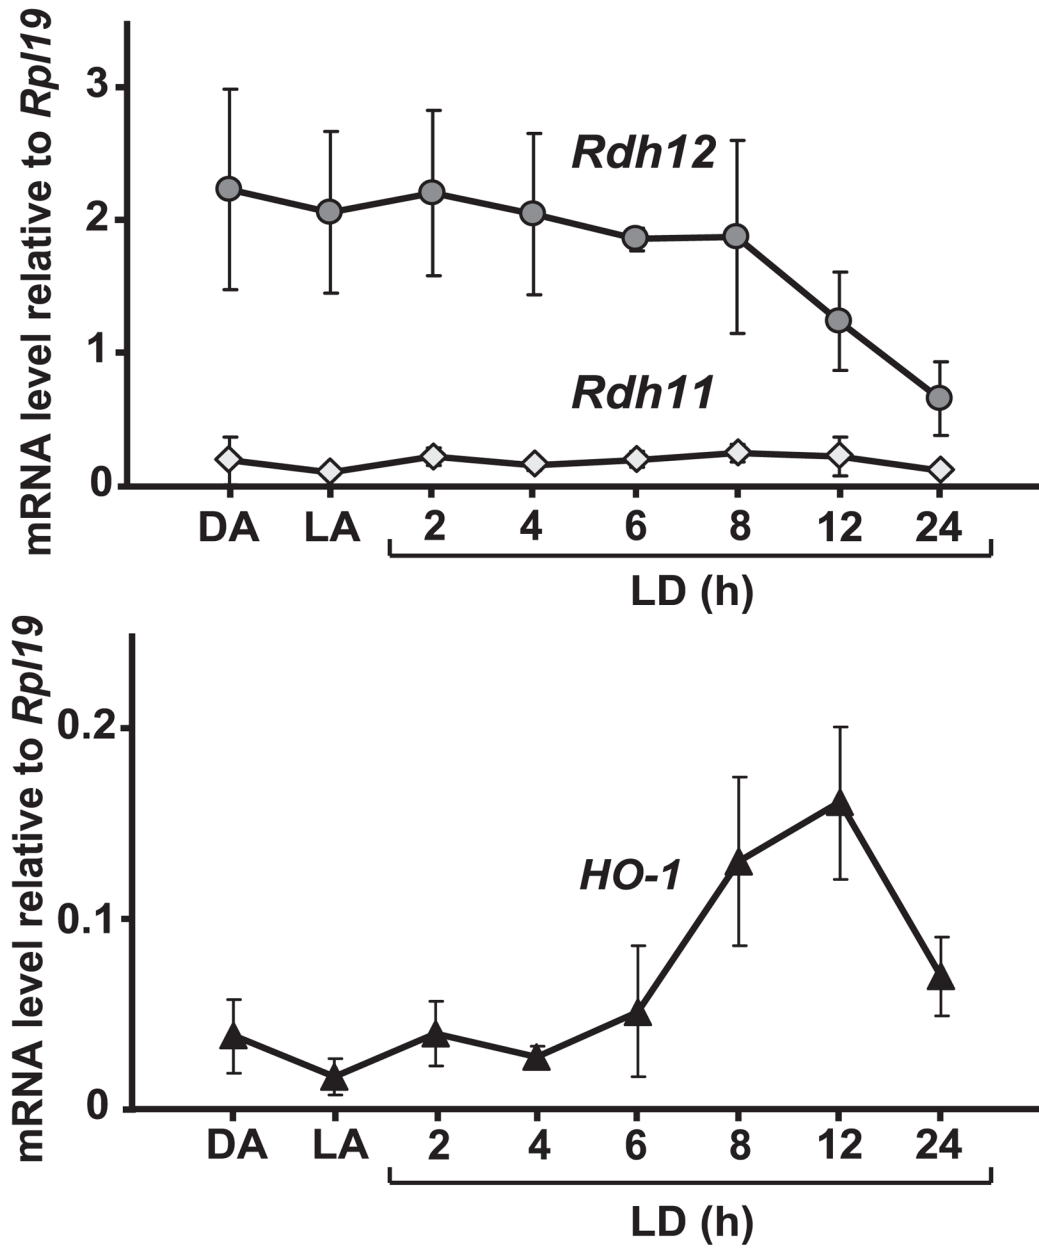 mRNA level relative to Rpl19
3
2
1
0
Rdh12
Rdh11
DA LA 2 4 6 8 12 24
LD (h)
mRNA level relative to Rpl19
0.2
0.1
0
HO-1
DA LA 2 4 6 8 12 24
LD (h)